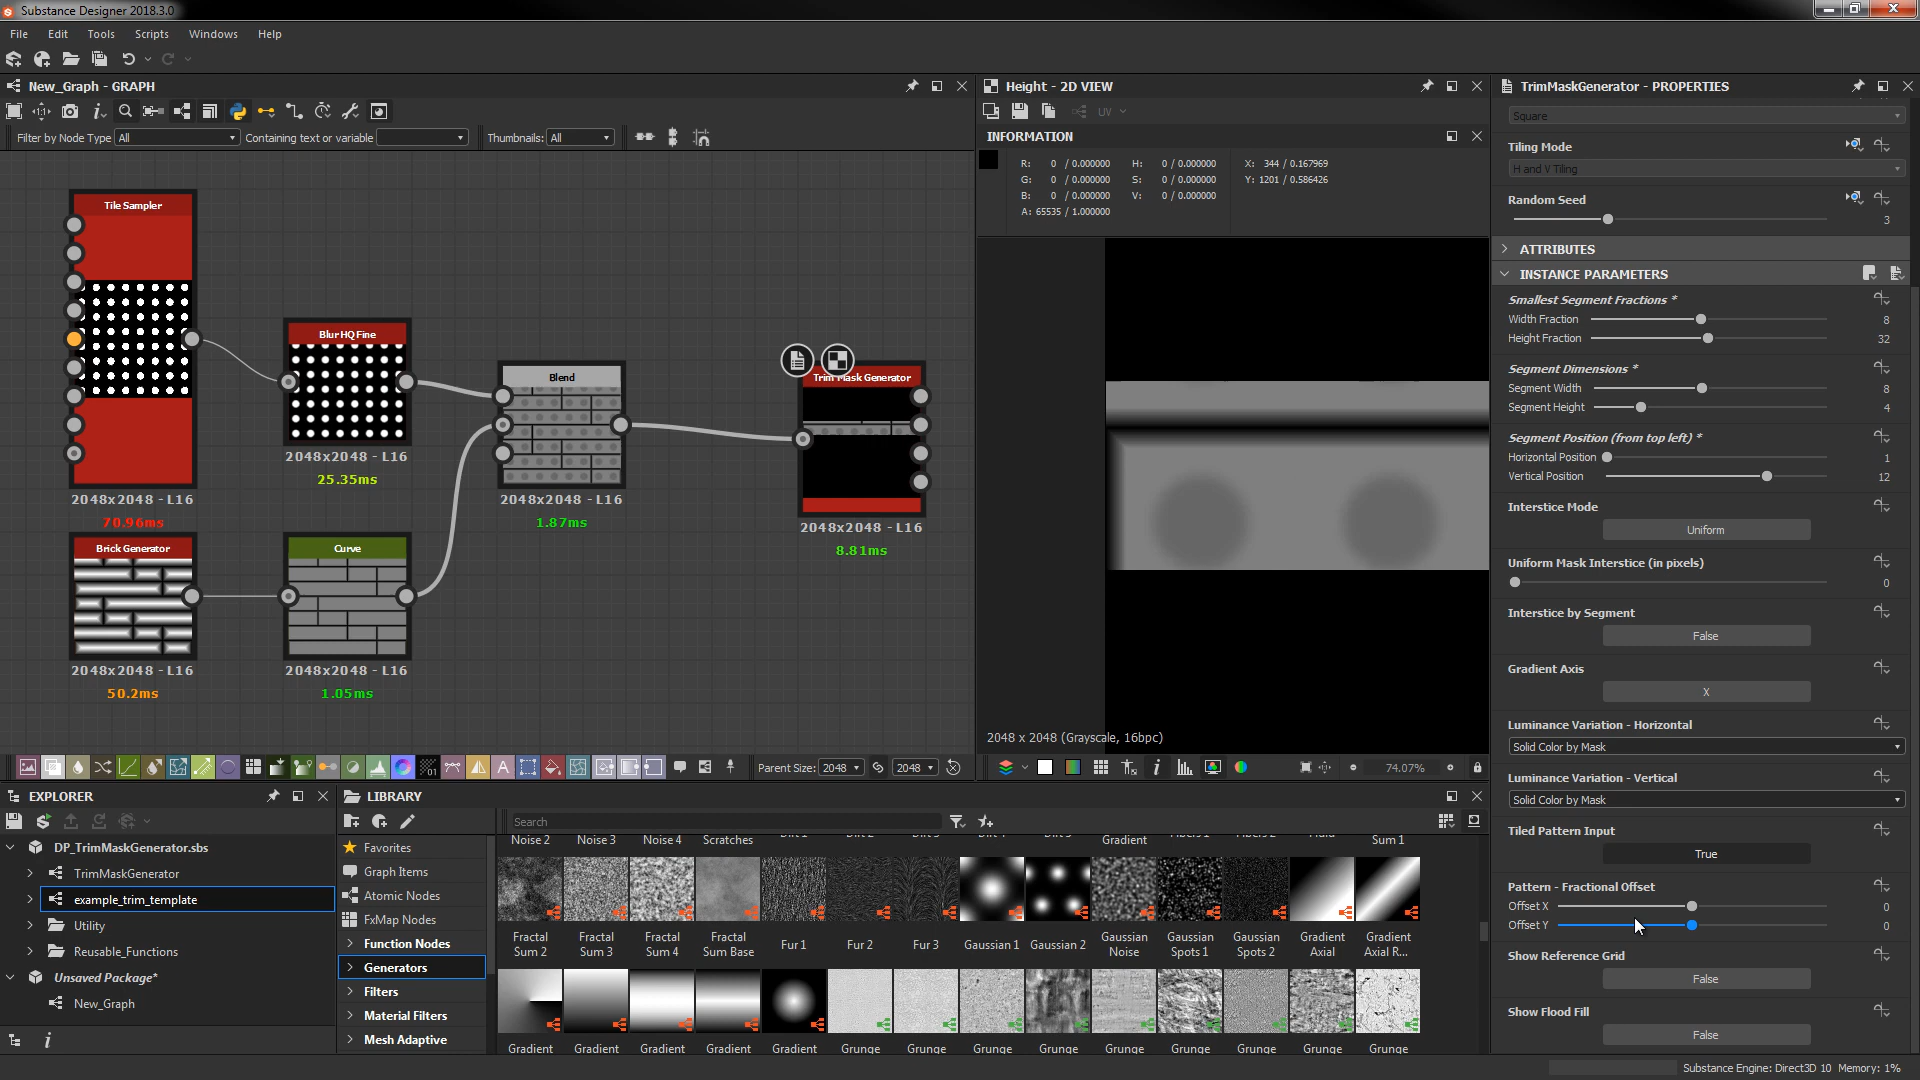 Substance Designer 2018.3.0
File Edit Tools Scripts Windows Help
New_Graph - GRAPH
Filter by Node Type All Containing text or variable Thumbnails: All
Tile Sampler
2048x2048 - L16
70.96ms
Blur HQ Fine
2048x2048 - L16
25.35ms
Blend
2048x2048 - L16
1.87ms
Trim Mask Generator
2048x2048 - L16
8.81ms
Brick Generator
2048x2048 - L16
50.2ms
Curve
2048x2048 - L16
1.05ms
Parent Size: 2048 2048
Height - 2D VIEW
UV
INFORMATION
R: 0 / 0.000000 H: 0 / 0.000000 X: 344 / 0.167969
G: 0 / 0.000000 S: 0 / 0.000000 Y: 1201 / 0.586426
B: 0 / 0.000000 V: 0 / 0.000000
A: 65535 / 1.000000
2048 x 2048 (Grayscale, 16bpc)
74.07%
TrimMaskGenerator - PROPERTIES
Square
Tiling Mode
H and V Tiling
Random Seed
3
ATTRIBUTES
INSTANCE PARAMETERS
Smallest Segment Fractions *
Width Fraction 8
Height Fraction 32
Segment Dimensions *
Segment Width 8
Segment Height 4
Segment Position (from top left) *
Horizontal Position 1
Vertical Position 12
Interstice Mode
Uniform
Uniform Mask Interstice (in pixels)
0
Interstice by Segment
False
Gradient Axis
X
Luminance Variation - Horizontal
Solid Color by Mask
Luminance Variation - Vertical
Solid Color by Mask
Tiled Pattern Input
True
Pattern - Fractional Offset
Offset X 0
Offset Y 0
Show Reference Grid
False
Show Flood Fill
False
EXPLORER
DP_TrimMaskGenerator.sbs
TrimMaskGenerator
example_trim_template
Utility
Reusable_Functions
Unsaved Package*
New_Graph
LIBRARY
Search
Favorites
Graph Items
Atomic Nodes
FxMap Nodes
Function Nodes
Generators
Filters
Material Filters
Mesh Adaptive
Noise 2 Noise 3 Noise 4 Scratches Gradient Sum 1
Fractal Sum 2
Fractal Sum 3
Fractal Sum 4
Fractal Sum Base
Fur 1
Fur 2
Fur 3
Gaussian 1
Gaussian 2
Gaussian Noise
Gaussian Spots 1
Gaussian Spots 2
Gradient Axial
Gradient Axial R...
Gradient Gradient Gradient Gradient Gradient Grunge Grunge Grunge Grunge Grunge Grunge Grunge Grunge Grunge
Substance Engine: Direct3D 10 Memory: 1%